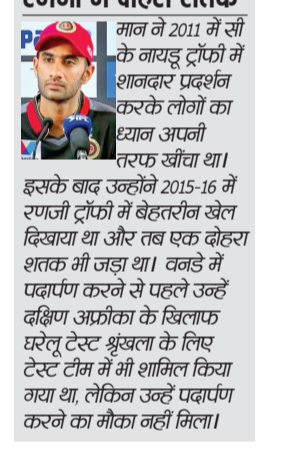 मान ने 2011 में सी
के नायडू ट्रॉफी में
शानदार प्रदर्शन
करके लोगों का
ध्यान अपनी
तरफ खींचा था।
इसके बाद उन्होंने 2015-16 में
रणजी ट्रॉफी में बेहतरीन खेल
दिखाया था और तब एक दोहरा
शतक भी जड़ा था। वनडे में
पदार्पण करने से पहले उन्हें
दक्षिण अफ्रीका के खिलाफ
घरेलू टेस्ट श्रृंखला के लिए
टेस्ट टीम में भी शामिल किया
गया था, लेकिन उन्हें पदार्पण
करने का मौका नहीं मिला।